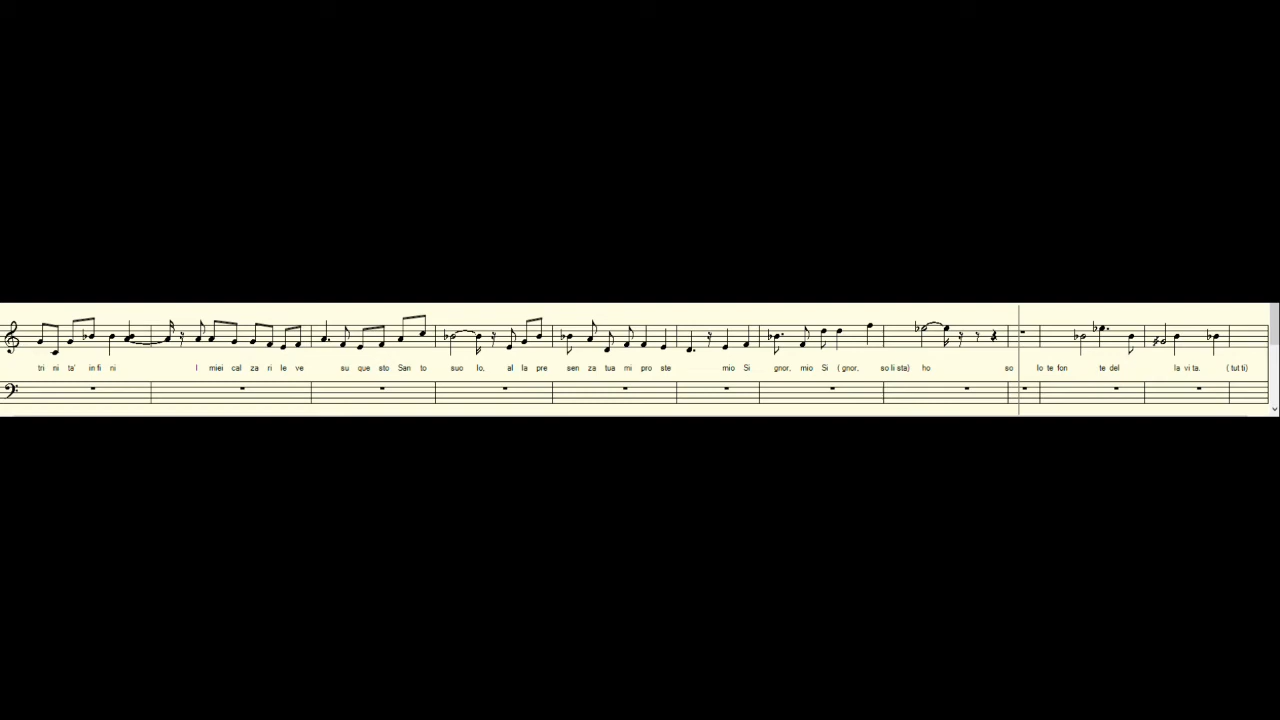 tri ni ta' in fi ni I miei cal za ri le ve su que sto San to suo lo. al la pre sen za tua mi pro ste mio Si gnor. mio Si ( gnor. so li sta) ho so lo te fon te del la vi ta. ( tut ti)